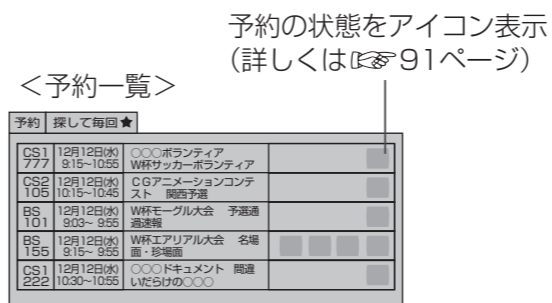 予約の状態をアイコン表示
（詳しくは☞91ページ）
＜予約一覧＞
予約 探して毎回★
CS1 12月12日(水) ○○○ボランティア
777 9:15～10:55 W杯サッカーボランティア
CS2 12月12日(水) CGアニメーションコンテ
105 10:15～10:45 スト 関西予選
BS 12月12日(水) W杯モーグル大会 予選通
101 9:03～ 9:55 過速報
BS 12月12日(水) W杯エアリアル大会 名場
155 9:15～ 9:55 面・珍場面
CS1 12月12日(水) ○○○ドキュメント 間違
222 10:30～10:55 いだらけの○○○